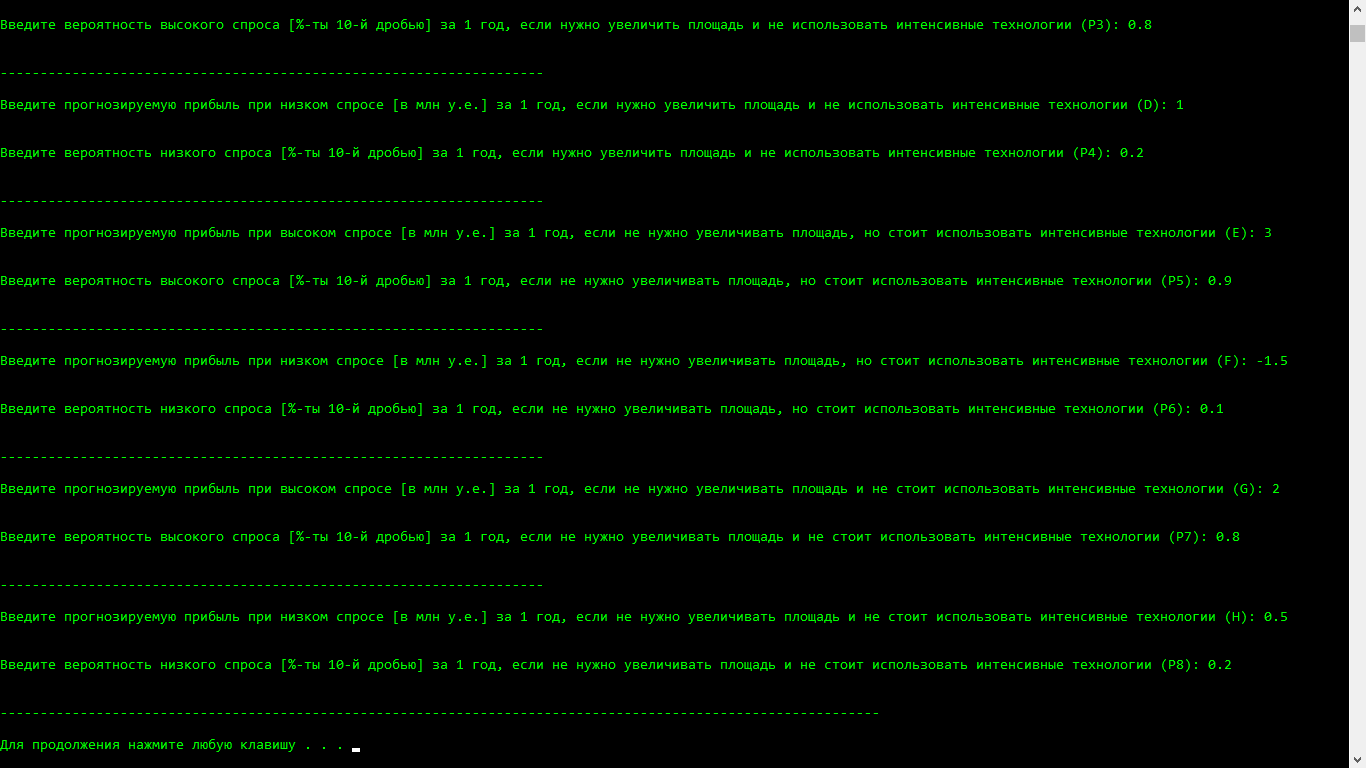 Введите вероятность высокого спроса [%-ты 10-й дробью] за 1 год, если нужно увеличить площадь и не использовать интенсивные технологии (P3): 0.8
--------------------------------------------------------------------
Введите прогнозируемую прибыль при низком спросе [в млн у.е.] за 1 год, если нужно увеличить площадь и не использовать интенсивные технологии (D): 1
Введите вероятность низкого спроса [%-ты 10-й дробью] за 1 год, если нужно увеличить площадь и не использовать интенсивные технологии (P4): 0.2
--------------------------------------------------------------------
Введите прогнозируемую прибыль при высоком спросе [в млн у.е.] за 1 год, если не нужно увеличивать площадь, но стоит использовать интенсивные технологии (E): 3
Введите вероятность высокого спроса [%-ты 10-й дробью] за 1 год, если не нужно увеличивать площадь, но стоит использовать интенсивные технологии (P5): 0.9
--------------------------------------------------------------------
Введите прогнозируемую прибыль при низком спросе [в млн у.е.] за 1 год, если не нужно увеличивать площадь, но стоит использовать интенсивные технологии (F): -1.5
Введите вероятность низкого спроса [%-ты 10-й дробью] за 1 год, если не нужно увеличивать площадь, но стоит использовать интенсивные технологии (P6): 0.1
--------------------------------------------------------------------
Введите прогнозируемую прибыль при высоком спросе [в млн у.е.] за 1 год, если не нужно увеличивать площадь и не стоит использовать интенсивные технологии (G): 2
Введите вероятность высокого спроса [%-ты 10-й дробью] за 1 год, если не нужно увеличивать площадь и не стоит использовать интенсивные технологии (P7): 0.8
--------------------------------------------------------------------
Введите прогнозируемую прибыль при низком спросе [в млн у.е.] за 1 год, если не нужно увеличивать площадь и не стоит использовать интенсивные технологии (H): 0.5
Введите вероятность низкого спроса [%-ты 10-й дробью] за 1 год, если не нужно увеличивать площадь и не стоит использовать интенсивные технологии (P8): 0.2
--------------------------------------------------------------------------------------------------------------
Для продолжения нажмите любую клавишу . . .